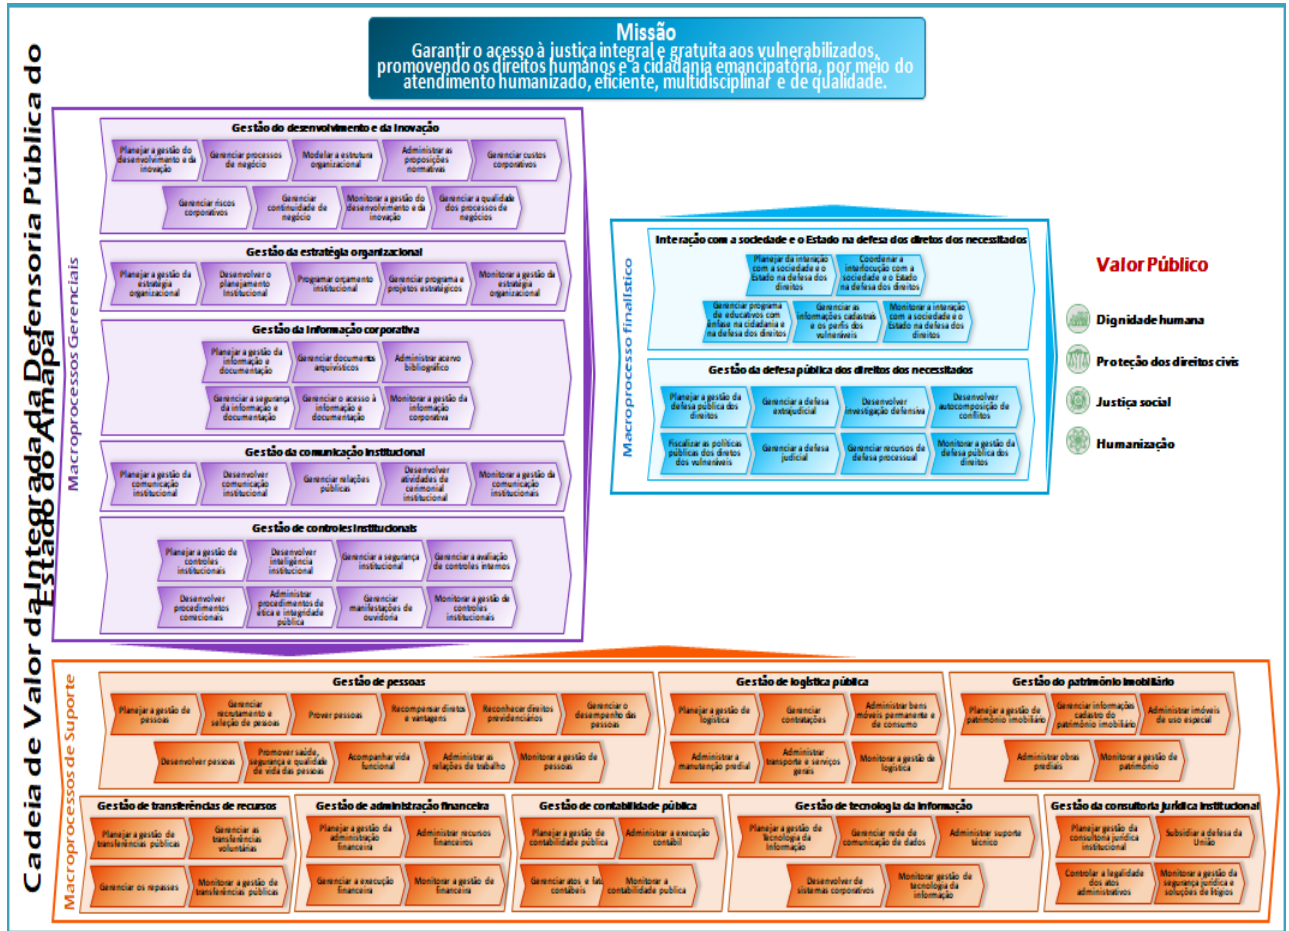 Cadeia de Valor da Integrada da Defensoria Pública do
Estado do Amapá
Missão
Garantir o acesso à justiça integral e gratuita aos vulnerabilizados,
promovendo os direitos humanos e a cidadania emancipatória, por meio do
atendimento humanizado, eficiente, multidisciplinar e de qualidade.
Macroprocessos Gerenciais
Gestão do desenvolvimento e da inovação
Planejar a gestão do
desenvolvimento e da
inovação
Gerenciar processos
de negócio
Modelar a estrutura
organizacional
Administrar as
proposições
normativas
Gerenciar custos
corporativos
Gerenciar riscos
corporativos
Gerenciar
continuidade de
negócio
Monitorar a gestão do
desenvolvimento e da
inovação
Gerenciar a qualidade
dos processos de
negócios
Gestão da estratégia organizacional
Planejar a gestão da
estratégia
organizacional
Desenvolver o
planejamento
Institucional
Programar orçamento
institucional
Gerenciar programa e
projetos estratégicos
Monitorar a gestão da
estratégia
organizacional
Gestão da informação corporativa
Planejar a gestão da
informação e
documentação
Gerenciar documentos
arquivísticos
Administrar acervo
bibliográfico
Gerenciar a segurança
da informação e
documentação
Gerenciar o acesso à
informação e
documentação
Monitorar a gestão da
informação
corporativa
Gestão da comunicação institucional
Planejar a gestão da
comunicação
institucional
Desenvolver
comunicação
institucional
Gerenciar relações
públicas
Desenvolver
atividades de
cerimonial
institucional
Monitorar a gestão da
comunicação
institucionais
Gestão de controles institucionais
Planejar a gestão de
controles
institucionais
Desenvolver
inteligência
institucional
Gerenciar a segurança
institucional
Gerenciar a avaliação
de controles internos
Desenvolver
procedimentos
correcionais
Administrar
procedimentos de
ética e integridade
pública
Gerenciar
manifestações de
ouvidoria
Monitorar a gestão de
controles
institucionais
Macroprocesso finalístico
Interação com a sociedade e o Estado na defesa dos diretos dos necessitados
Planejar da interação
com a sociedade e o
Estado na defesa dos
direitos
Coordenar a
interlocução com a
sociedade e o Estado
na defesa dos direitos
Gerenciar programa
de educativos com
ênfase na cidadania e
na defesa dos direitos
Gerenciar as
informações cadastrais
e os perfis dos
vulneráveis
Monitorar a interação
com a sociedade e o
Estado na defesa dos
direitos
Gestão da defesa pública dos direitos dos necessitados
Planejar a gestão da
defesa pública dos
direitos
Gerenciar a defesa
extrajudicial
Desenvolver
investigação defensiva
Desenvolver
autocomposição de
conflitos
Fiscalizar as políticas
públicas dos diretos
dos vulneráveis
Gerenciar a defesa
judicial
Gerenciar recursos de
defesa processual
Monitorar a gestão da
defesa pública dos
direitos
Valor Público
Dignidade humana
Proteção dos direitos civis
Justiça social
Humanização
Macroprocessos de Suporte
Gestão de pessoas
Planejar a gestão de
pessoas
Gerenciar
recrutamento e
seleção de pessoas
Prover pessoas
Recompensar diretos
e vantagens
Reconhecer direitos
previdenciários
Gerenciar o
desempenho das
pessoas
Desenvolver pessoas
Promover saúde,
segurança e qualidade
de vida das pessoas
Acompanhar vida
funcional
Administrar as
relações de trabalho
Monitorar a gestão de
pessoas
Gestão de logística pública
Planejar a gestão de
logística
Gerenciar
contratações
Administrar bens
móveis permanente e
de consumo
Administrar a
manutenção predial
Administrar
transporte e serviços
gerais
Monitorar a gestão de
logística
Gestão do patrimônio imobiliário
Planejar a gestão de
patrimônio imobiliário
Gerenciar informações
cadastro do
patrimônio imobiliário
Administrar imóveis
de uso especial
Administrar obras
prediais
Monitorar a gestão de
patrimônio
Gestão de transferências de recursos
Planejar a gestão de
transferências públicas
Gerenciar as
transferências
voluntárias
Gerenciar os repasses
Monitorar a gestão de
transferências públicas
Gestão de administração financeira
Planejar a gestão da
administração
financeira
Administrar recursos
financeiros
Gerenciar a execução
financeira
Monitorar a gestão de
financeira
Gestão de contabilidade pública
Planejar a gestão de
contabilidade pública
Administrar a execução
contábil
Gerenciar atos e fat
contábeis
Monitorar a
contabilidade publica
Gestão de tecnologia da informação
Planejar a gestão de
Tecnologia da
Informação
Gerenciar rede de
comunicação de dados
Administrar suporte
técnico
Desenvolver de
sistemas corporativos
Monitorar gestão de
tecnologia da
informação
Gestão da consultoria jurídica institucional
Planejar gestão da
consultoria jurídica
institucional
Subsidiar a defesa da
União
Controlar a legalidade
dos atos
administrativos
Monitorar a gestão da
segurança jurídica e
soluções de litígios